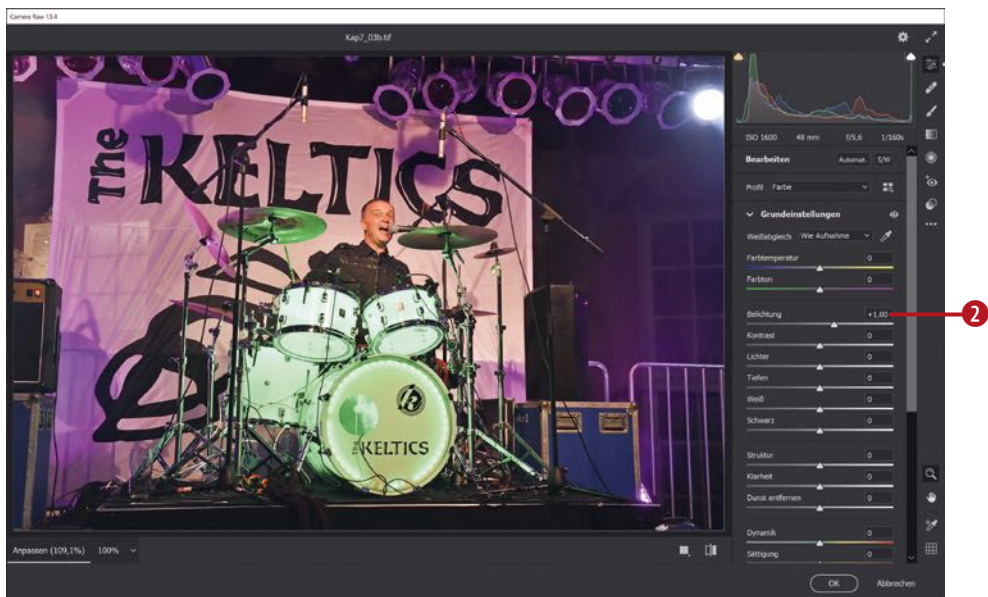 Camera Raw 13.4
Kap7_03b.tif
The
KELTICS
THE KELTICS
ISO 1600 48 mm f/5,6 1/160s
Bearbeiten Automat. S/W
Profil Farbe
Grundeinstellungen
Weißabgleich Wie Aufnahme
Farbtemperatur 0
Farbton 0
Belichtung +1,00
2
Kontrast 0
Lichter 0
Tiefen 0
Weiß 0
Schwarz 0
Struktur 0
Klarheit 0
Dunst entfernen 0
Dynamik 0
Sättigung 0
Anpassen (109,1%) 100%
OK Abbrechen